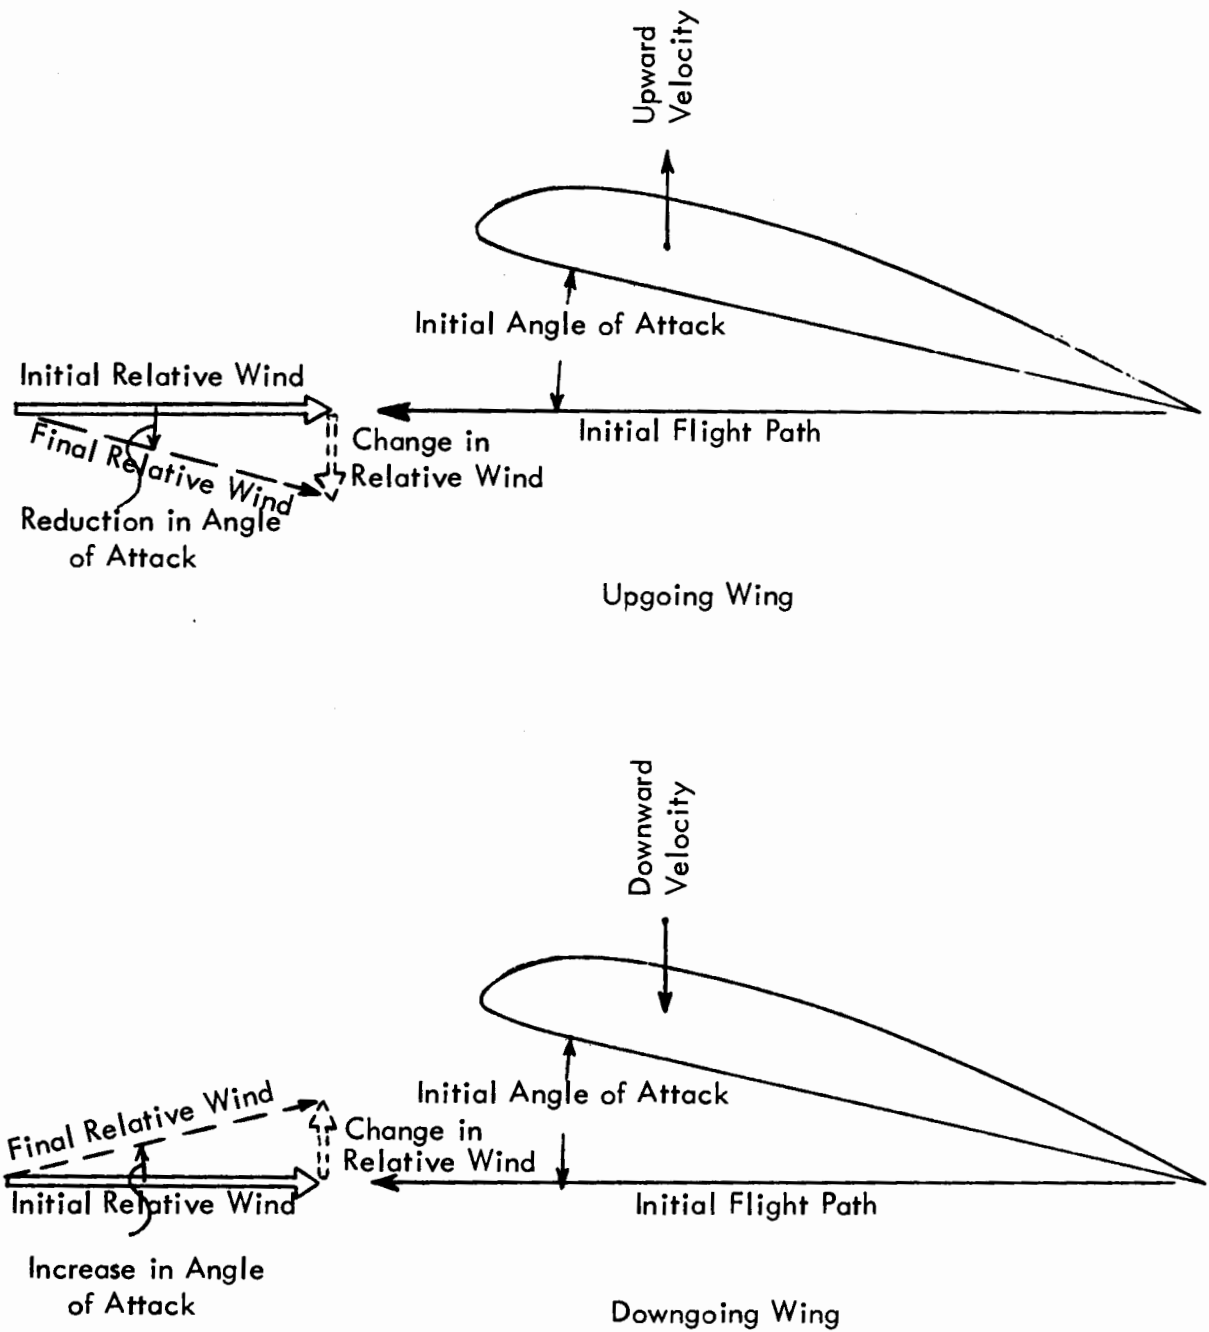 Upward
Velocity
Initial Angle of Attack
Initial Relative Wind
Initial Flight Path
Change in
Relative Wind
Final Relative Wind
Reduction in Angle
of Attack
Upgoing Wing
Downward
Velocity
Initial Angle of Attack
Final Relative Wind
Change in
Relative Wind
Initial Relative Wind
Initial Flight Path
Increase in Angle
of Attack
Downgoing Wing